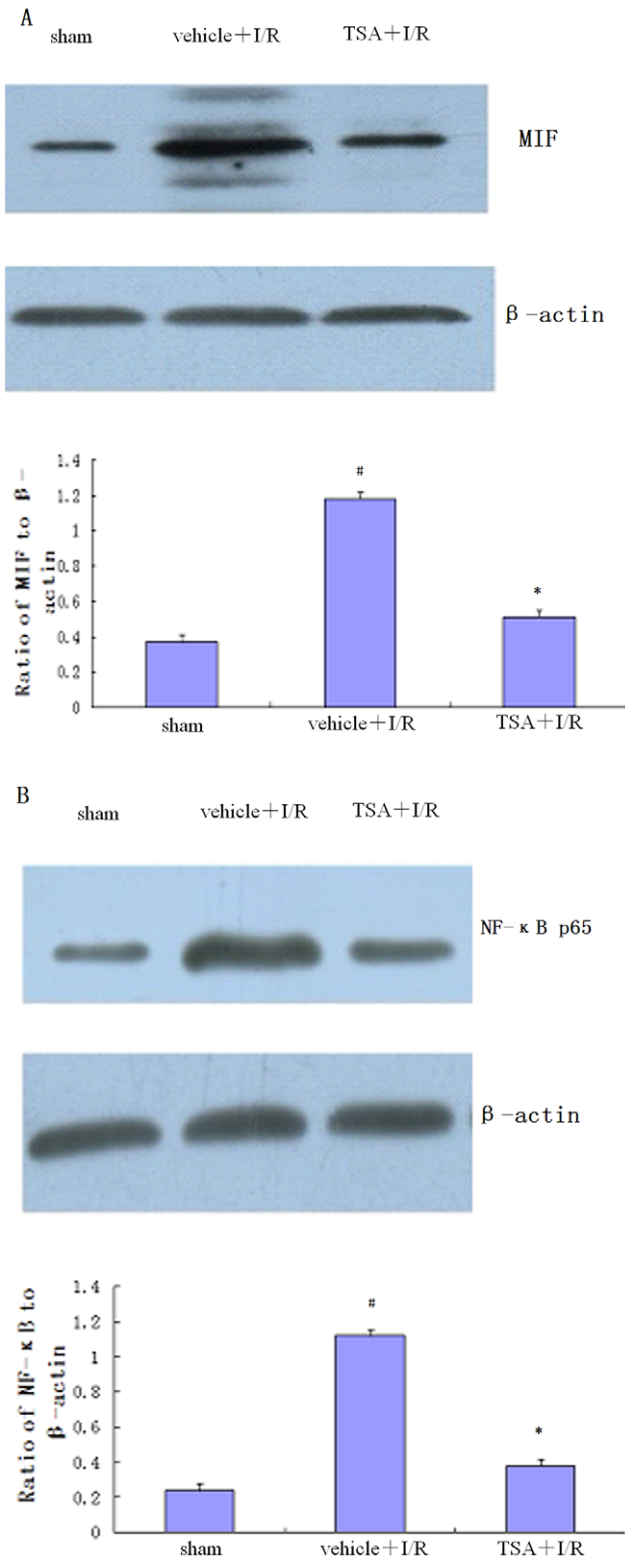 A
sham vehicle+I/R TSA+I/R
MIF
β-actin
Ratio of MIF to β-
actin
1.4
1.2
1
0.8
0.6
0.4
0.2
0
#
*
sham vehicle+I/R TSA+I/R
B
sham vehicle+I/R TSA+I/R
NF-κB p65
β-actin
Ratio of NF-κB to
β-actin
1.4
1.2
1
0.8
0.6
0.4
0.2
0
#
*
sham vehicle+I/R TSA+I/R